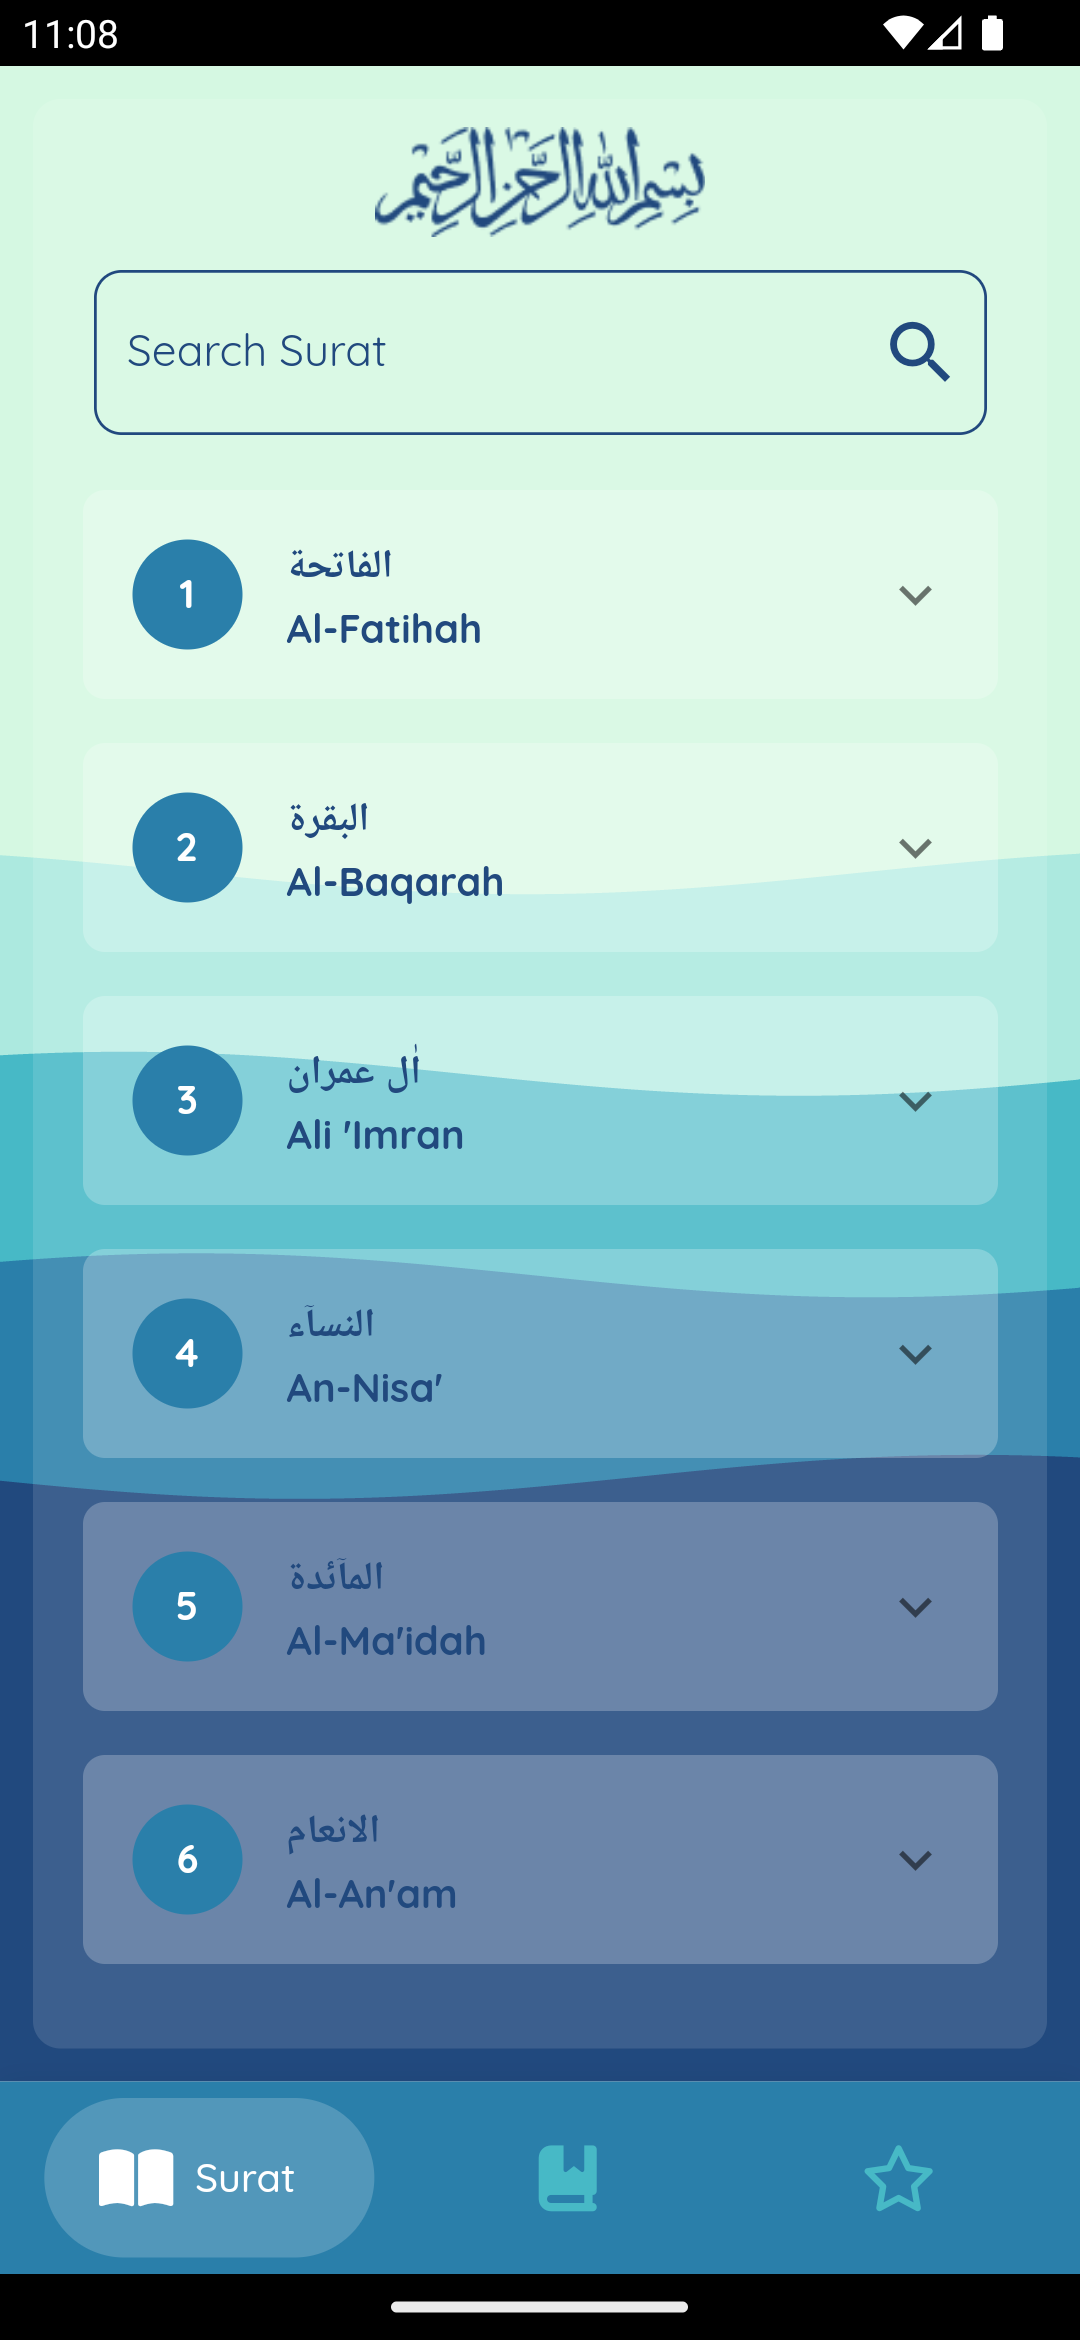 11:08
بسم الله الرحمن الرحيم
Search Surat
1
الفاتحة
Al-Fatihah
2
البقرة
Al-Baqarah
3
اٰل عمران
Ali 'Imran
4
النسآء
An-Nisa'
5
المآئدة
Al-Ma'idah
6
الانعام
Al-An'am
Surat